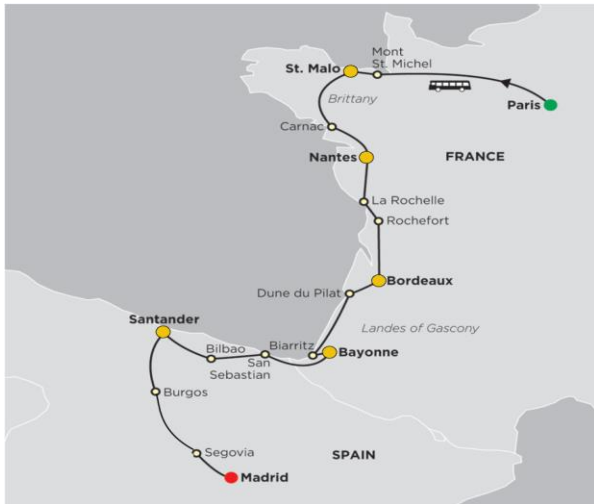 Mont
St. Michel
St. Malo
Brittany
Paris
Carnac
Nantes
FRANCE
La Rochelle
Rochefort
Bordeaux
Dune du Pilat
Santander
Landes of Gascony
Biarritz
Bayonne
Bilbao
San
Sebastian
Burgos
Segovia
SPAIN
Madrid